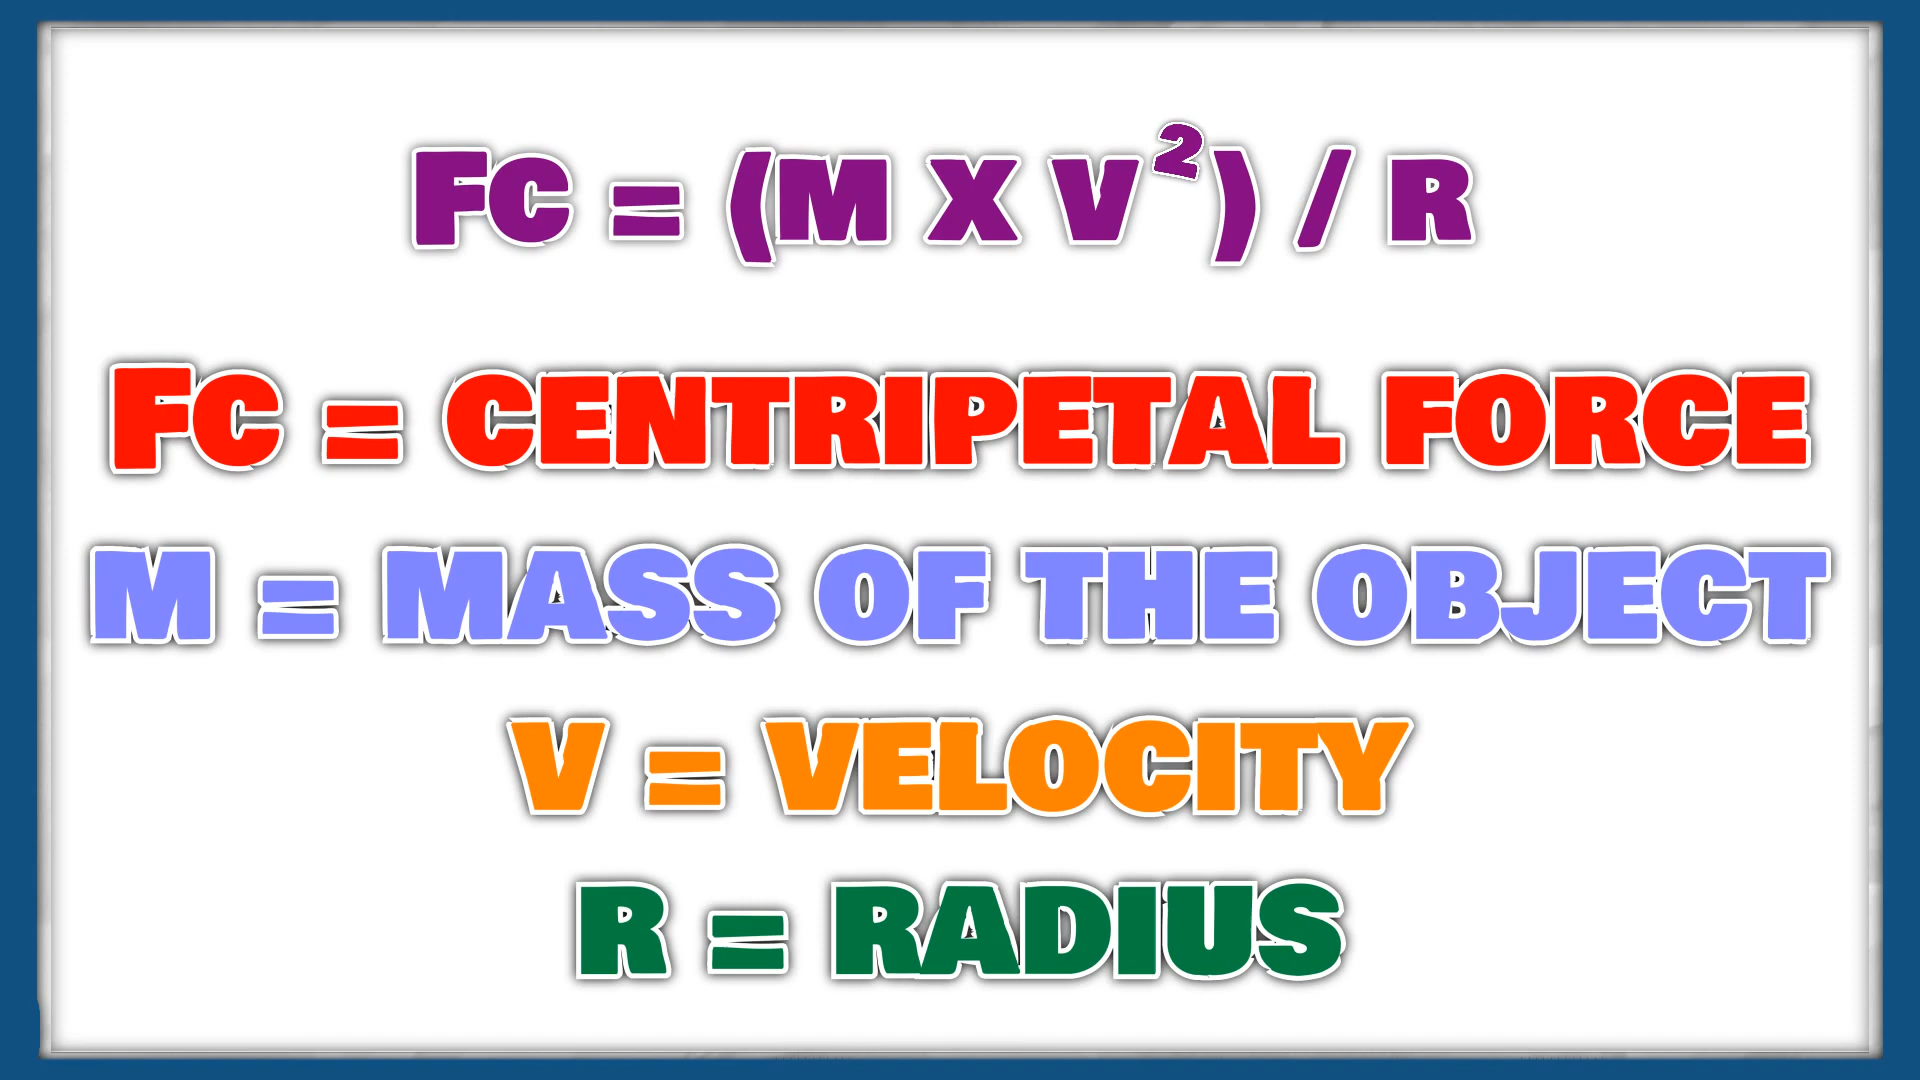 Fc = (M X V²) / R
Fc = CENTRIPETAL FORCE
M = MASS OF THE OBJECT
V = VELOCITY
R = RADIUS